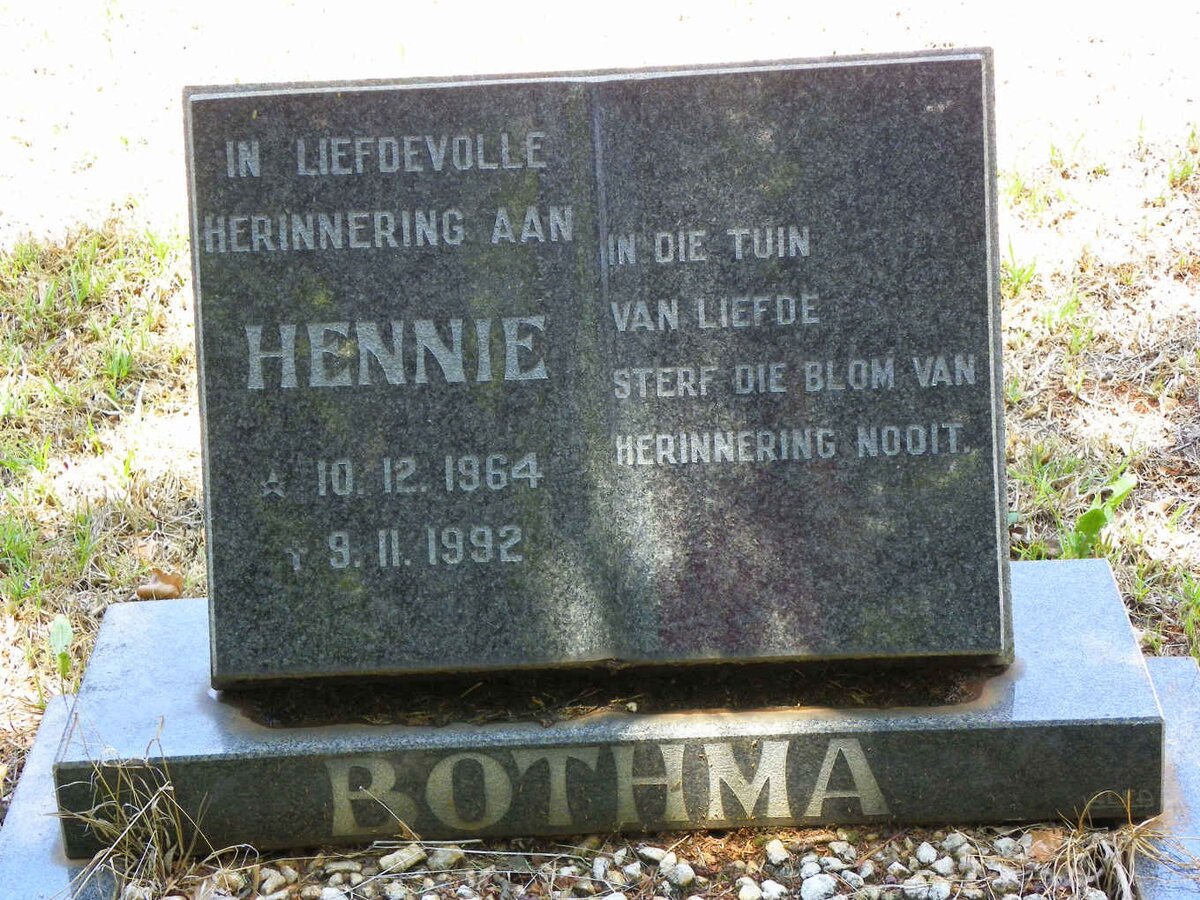 IN LIEFDEVOLLE
HERINNERING AAN
HENNIE
☆ 10. 12. 1964
† 9. 11. 1992
IN DIE TUIN
VAN LIEFDE
STERF DIE BLOM VAN
HERINNERING NOOIT.
BOTHMA